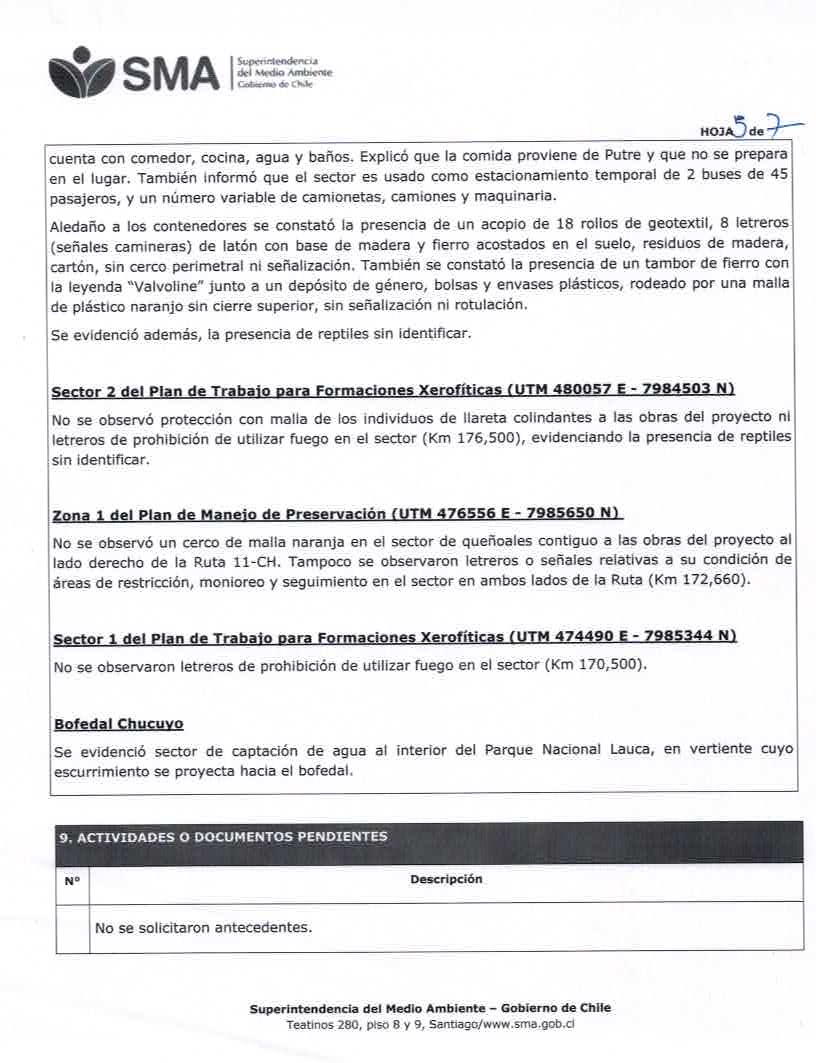 SMA
Superintendencia
del Medio Ambiente
Gobierno de Chile
HOJA 5 de 7
cuenta con comedor, cocina, agua y baños. Explicó que la comida proviene de Putre y que no se prepara
en el lugar. También informó que el sector es usado como estacionamiento temporal de 2 buses de 45
pasajeros, y un número variable de camionetas, camiones y maquinaria.
Aledaño a los contenedores se constató la presencia de un acopio de 18 rollos de geotextil, 8 letreros
(señales camineras) de latón con base de madera y fierro acostados en el suelo, residuos de madera,
cartón, sin cerco perimetral ni señalización. También se constató la presencia de un tambor de fierro con
la leyenda "Valvoline" junto a un depósito de género, bolsas y envases plásticos, rodeado por una malla
de plástico naranjo sin cierre superior, sin señalización ni rotulación.
Se evidenció además, la presencia de reptiles sin identificar.
Sector 2 del Plan de Trabajo para Formaciones Xerofíticas (UTM 480057 E - 7984503 N)
No se observó protección con malla de los individuos de llareta colindantes a las obras del proyecto ni
letreros de prohibición de utilizar fuego en el sector (Km 176,500), evidenciando la presencia de reptiles
sin identificar.
Zona 1 del Plan de Manejo de Preservación (UTM 476556 E - 7985650 N)
No se observó un cerco de malla naranja en el sector de queñoales contiguo a las obras del proyecto al
lado derecho de la Ruta 11-CH. Tampoco se observaron letreros o señales relativas a su condición de
áreas de restricción, monioreo y seguimiento en el sector en ambos lados de la Ruta (Km 172,660).
Sector 1 del Plan de Trabajo para Formaciones Xerofíticas (UTM 474490 E - 7985344 N)
No se observaron letreros de prohibición de utilizar fuego en el sector (Km 170,500).
Bofedal Chucuyo
Se evidenció sector de captación de agua al interior del Parque Nacional Lauca, en vertiente cuyo
escurrimiento se proyecta hacia el bofedal.
9. ACTIVIDADES O DOCUMENTOS PENDIENTES
Nº Descripción
No se solicitaron antecedentes.
Superintendencia del Medio Ambiente – Gobierno de Chile
Teatinos 280, piso 8 y 9, Santiago/www.sma.gob.cl